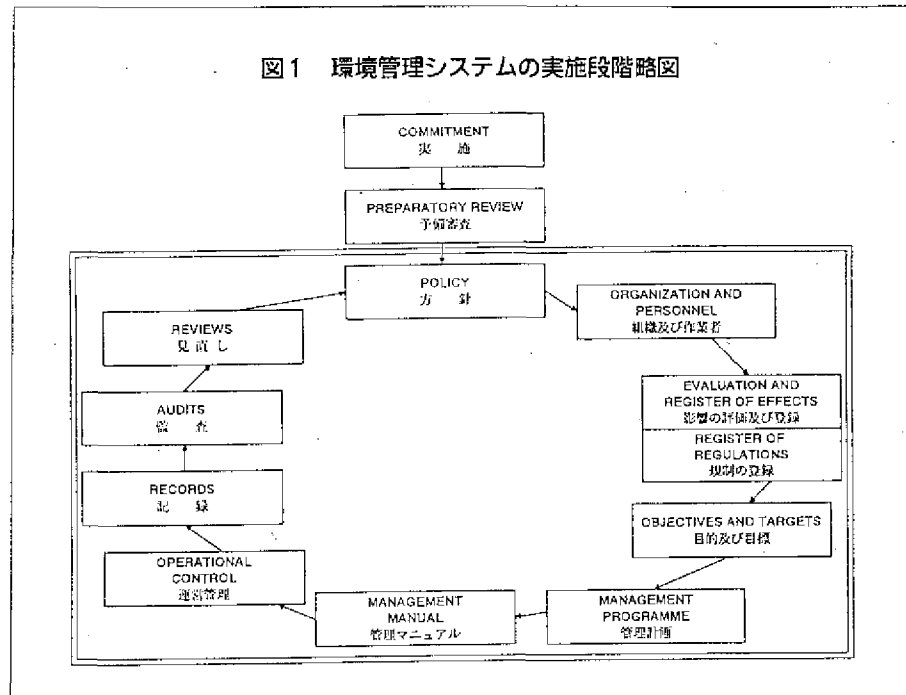 図1 環境管理システムの実施段階略図
COMMITMENT
実 施
PREPARATORY REVIEW
予備審査
POLICY
方 針
ORGANIZATION AND
PERSONNEL
組織及び作業者
EVALUATION AND
REGISTER OF EFFECTS
影響の評価及び登録
REGISTER OF
REGULATIONS
規制の登録
OBJECTIVES AND TARGETS
目的及び目標
MANAGEMENT
PROGRAMME
管理計画
MANAGEMENT
MANUAL
管理マニュアル
OPERATIONAL
CONTROL
運営管理
RECORDS
記 録
AUDITS
監 査
REVIEWS
見直し